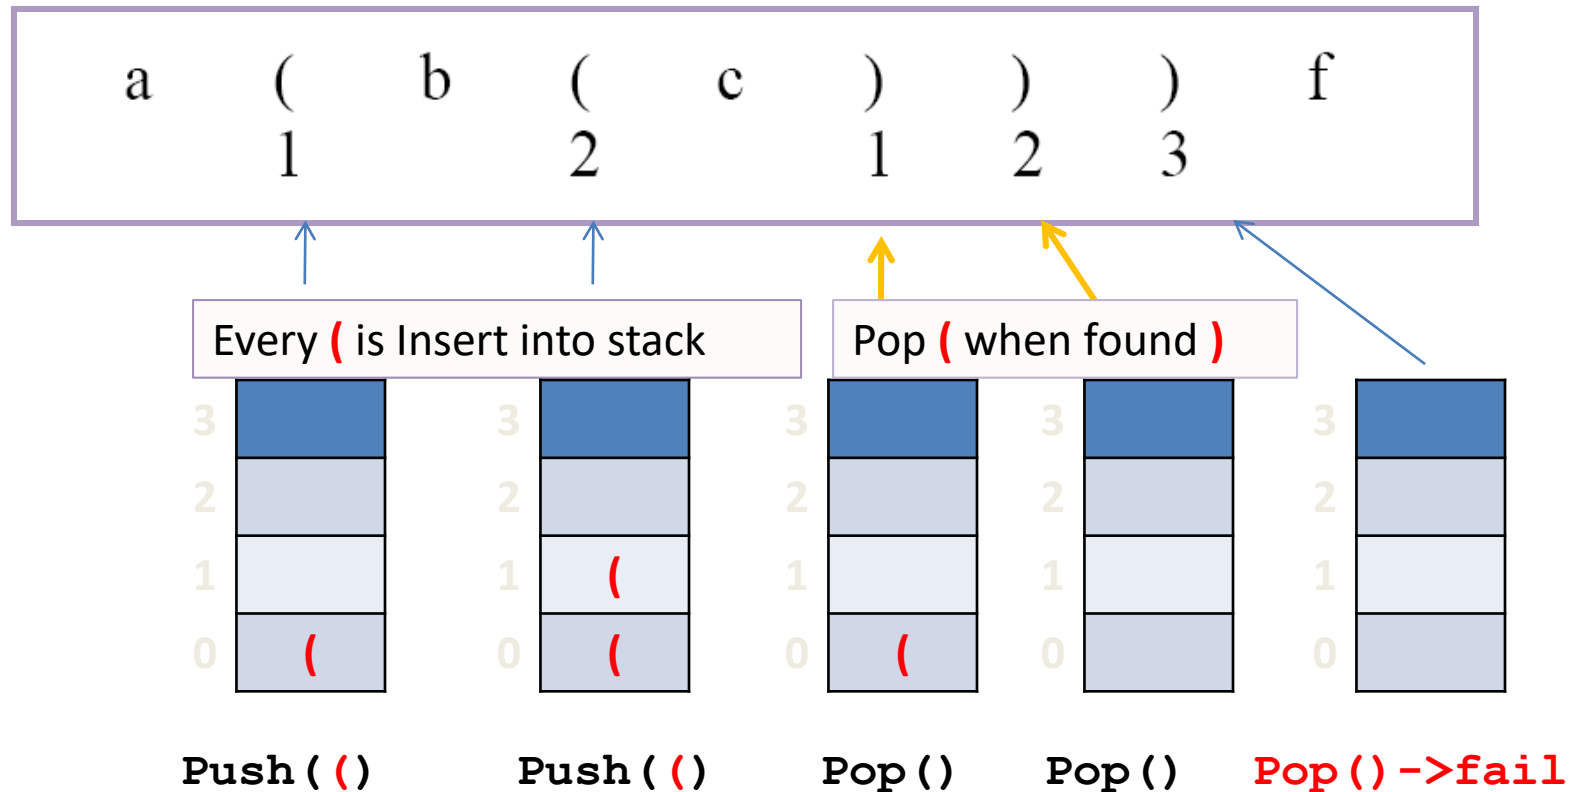 a ( b ( c ) ) ) f
1 2 1 2 3
Every ( is Insert into stack
Pop ( when found )
3 3 3 3 3
2 2 2 2 2
1 1 ( 1 1 1
0 ( 0 ( 0 ( 0 0
Push(() Push(() Pop() Pop() Pop()->fail